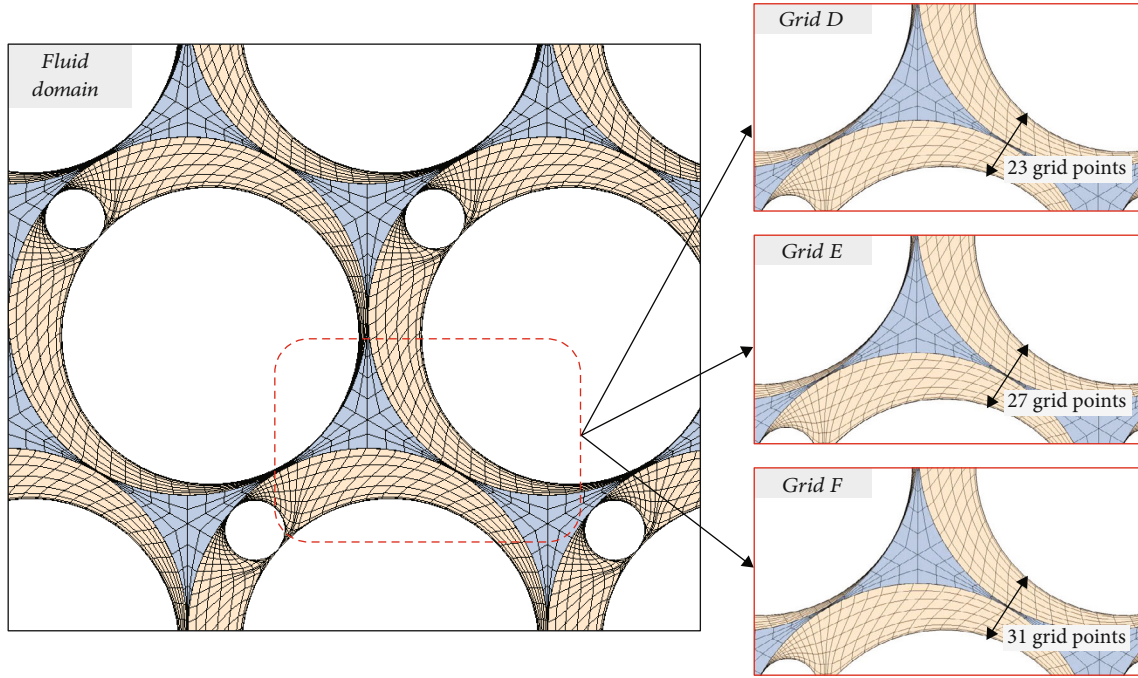 Fluid
domain
Grid D
23 grid points
Grid E
27 grid points
Grid F
31 grid points